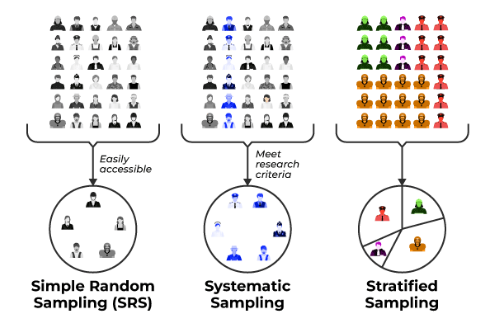 Easily
accessible
Meet
research
criteria
Simple Random
Sampling (SRS)
Systematic
Sampling
Stratified
Sampling